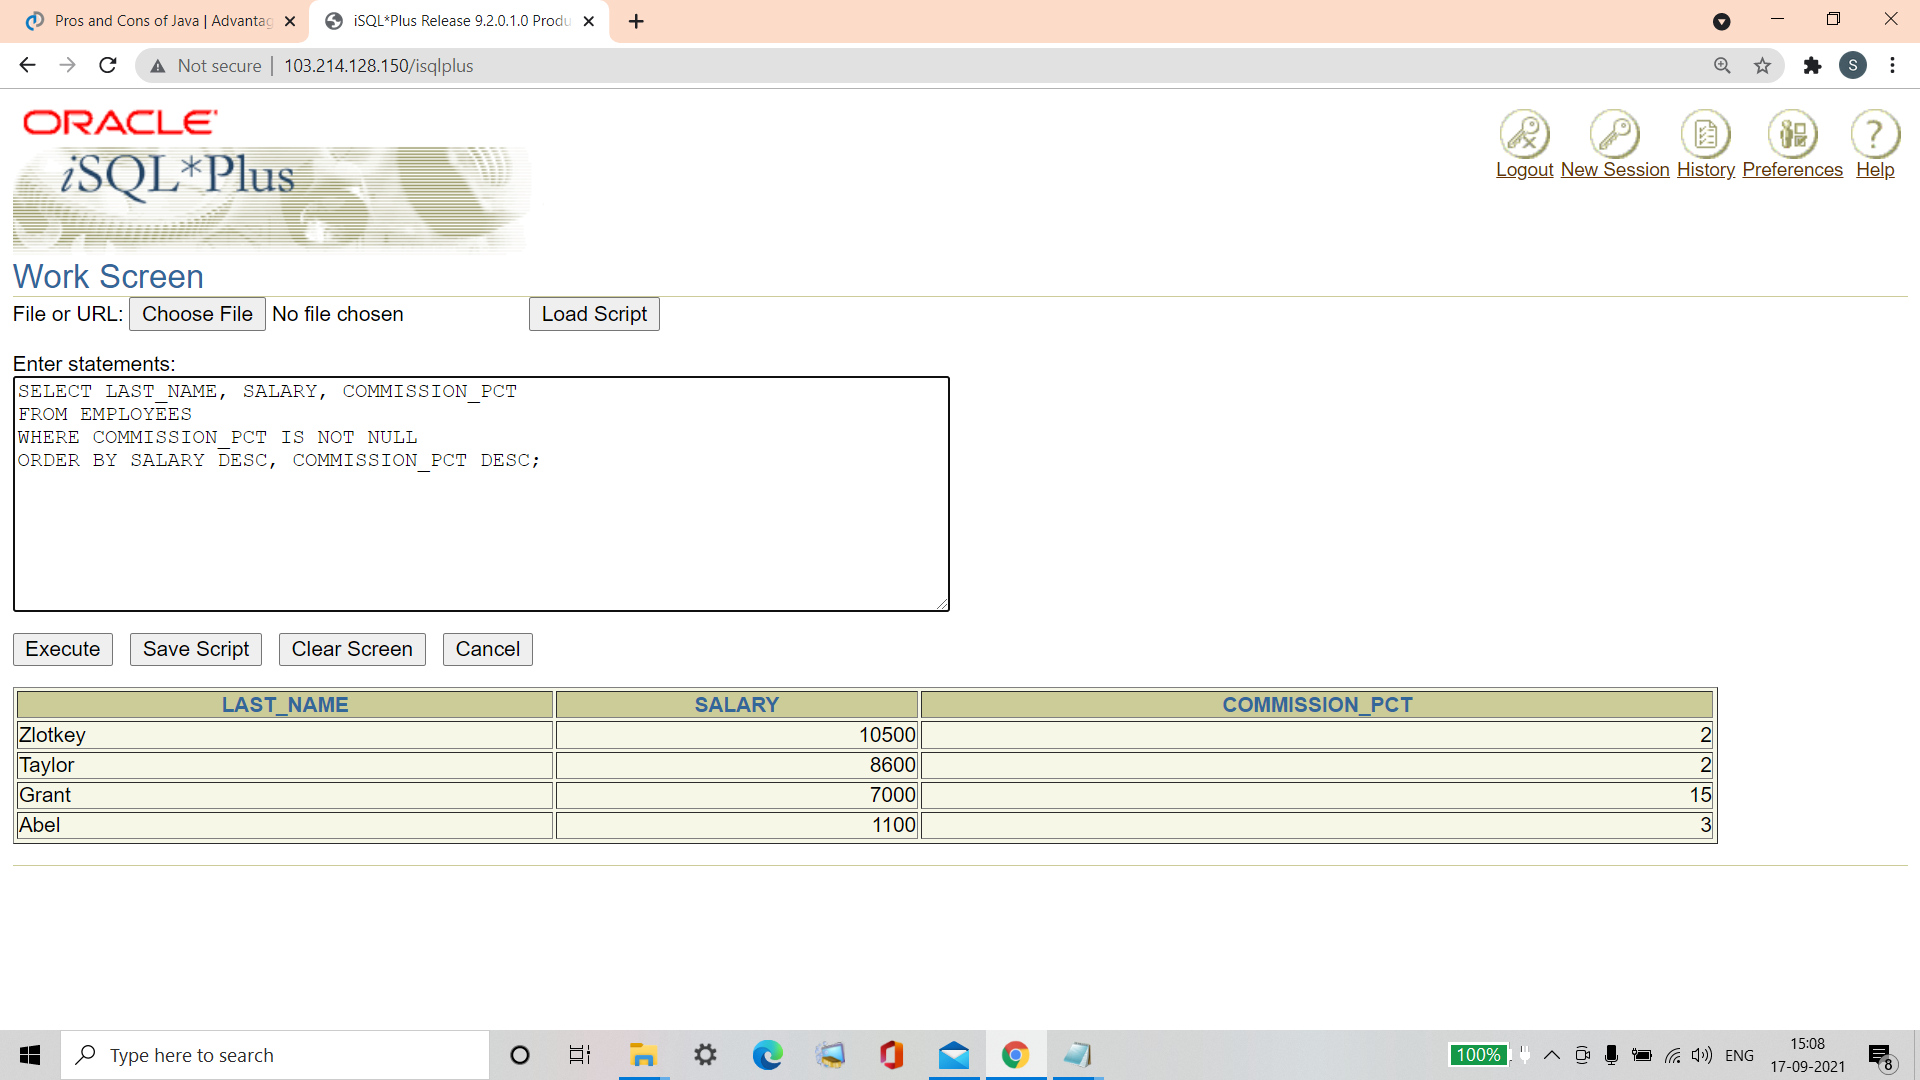 Pros and Cons of Java | Advantag
iSQL*Plus Release 9.2.0.1.0 Produ
Not secure | 103.214.128.150/isqlplus
S
ORACLE
iSQL*Plus
Logout New Session History Preferences Help
Work Screen
File or URL: Choose File No file chosen Load Script
Enter statements:
SELECT LAST_NAME, SALARY, COMMISSION_PCT
FROM EMPLOYEES
WHERE COMMISSION_PCT IS NOT NULL
ORDER BY SALARY DESC, COMMISSION_PCT DESC;
Execute Save Script Clear Screen Cancel
LAST_NAME SALARY COMMISSION_PCT
Zlotkey 10500 2
Taylor 8600 2
Grant 7000 15
Abel 1100 3
Type here to search
100%
ENG
15:08
17-09-2021
8